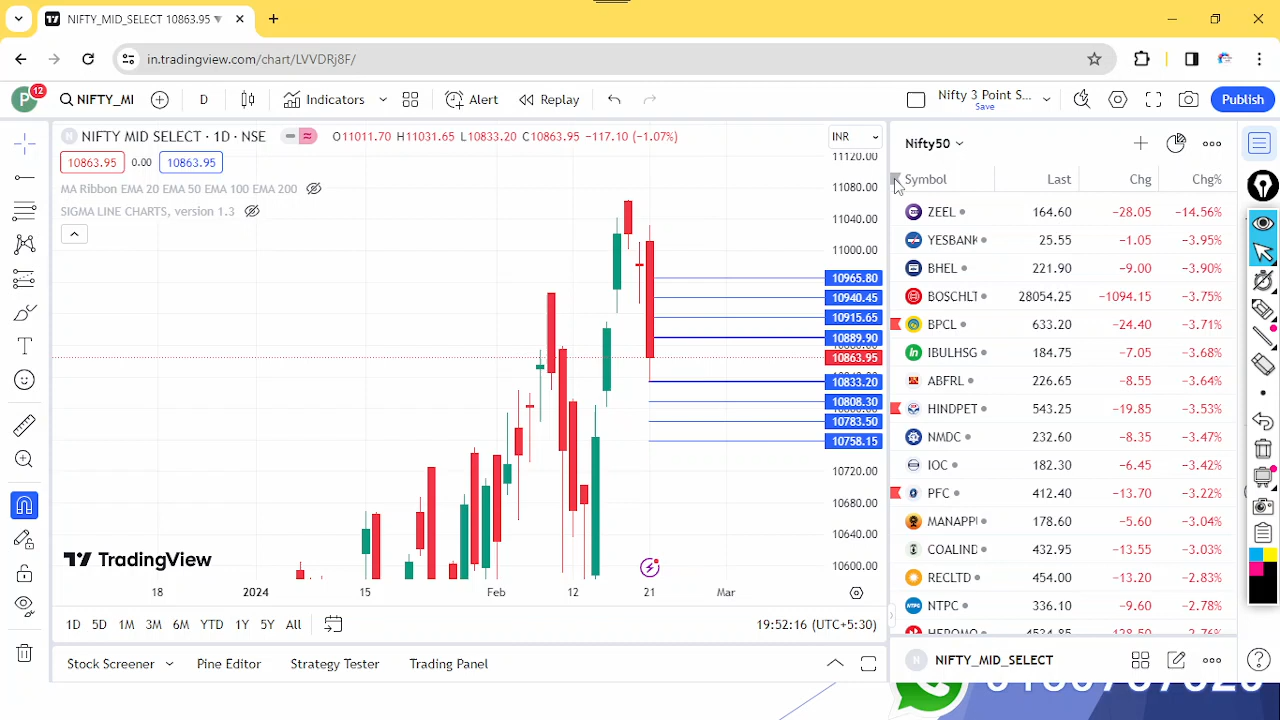 NIFTY_MID_SELECT 10863.95 ▼
in.tradingview.com/chart/LVVDRj8F/
P 12 NIFTY_MI D Indicators Alert Replay Nifty 3 Point S... Save Publish
NIFTY MID SELECT · 1D · NSE O11011.70 H11031.65 L10833.20 C10863.95 −117.10 (−1.07%) INR
10863.95 0.00 10863.95
MA Ribbon EMA 20 EMA 50 EMA 100 EMA 200
SIGMA LINE CHARTS, version 1.3
11120.00
11080.00
11040.00
11000.00
10965.80
10940.45
10915.65
10889.90
10863.95
10833.20
10808.30
10783.50
10758.15
10720.00
10680.00
10640.00
10600.00
TradingView
18 2024 15 Feb 12 21 Mar
1D 5D 1M 3M 6M YTD 1Y 5Y All 19:52:16 (UTC+5:30)
Stock Screener Pine Editor Strategy Tester Trading Panel
Nifty50
Symbol Last Chg Chg%
ZEEL 164.60 −28.05 −14.56%
YESBANK 25.55 −1.05 −3.95%
BHEL 221.90 −9.00 −3.90%
BOSCHLT 28054.25 −1094.15 −3.75%
BPCL 633.20 −24.40 −3.71%
IBULHSG 184.75 −7.05 −3.68%
ABFRL 226.65 −8.55 −3.64%
HINDPET 543.25 −19.85 −3.53%
NMDC 232.60 −8.35 −3.47%
IOC 182.30 −6.45 −3.42%
PFC 412.40 −13.70 −3.22%
MANAPPI 178.60 −5.60 −3.04%
COALIND 432.95 −13.55 −3.03%
RECLTD 454.00 −13.20 −2.83%
NTPC 336.10 −9.60 −2.78%
NIFTY_MID_SELECT